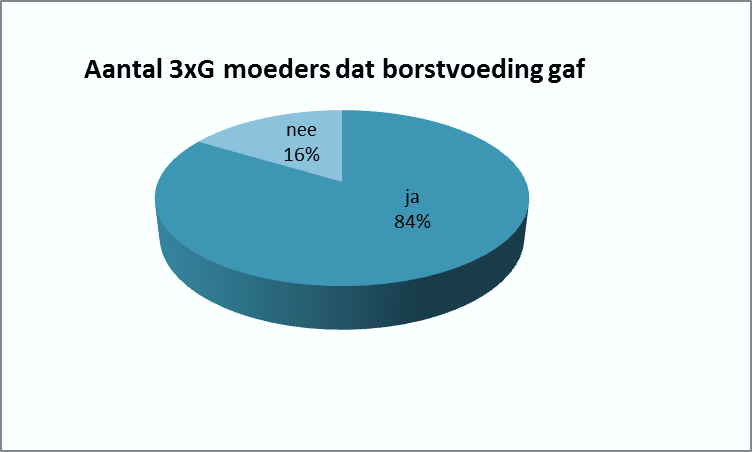 Aantal 3xG moeders dat borstvoeding gaf
nee
16%
ja
84%